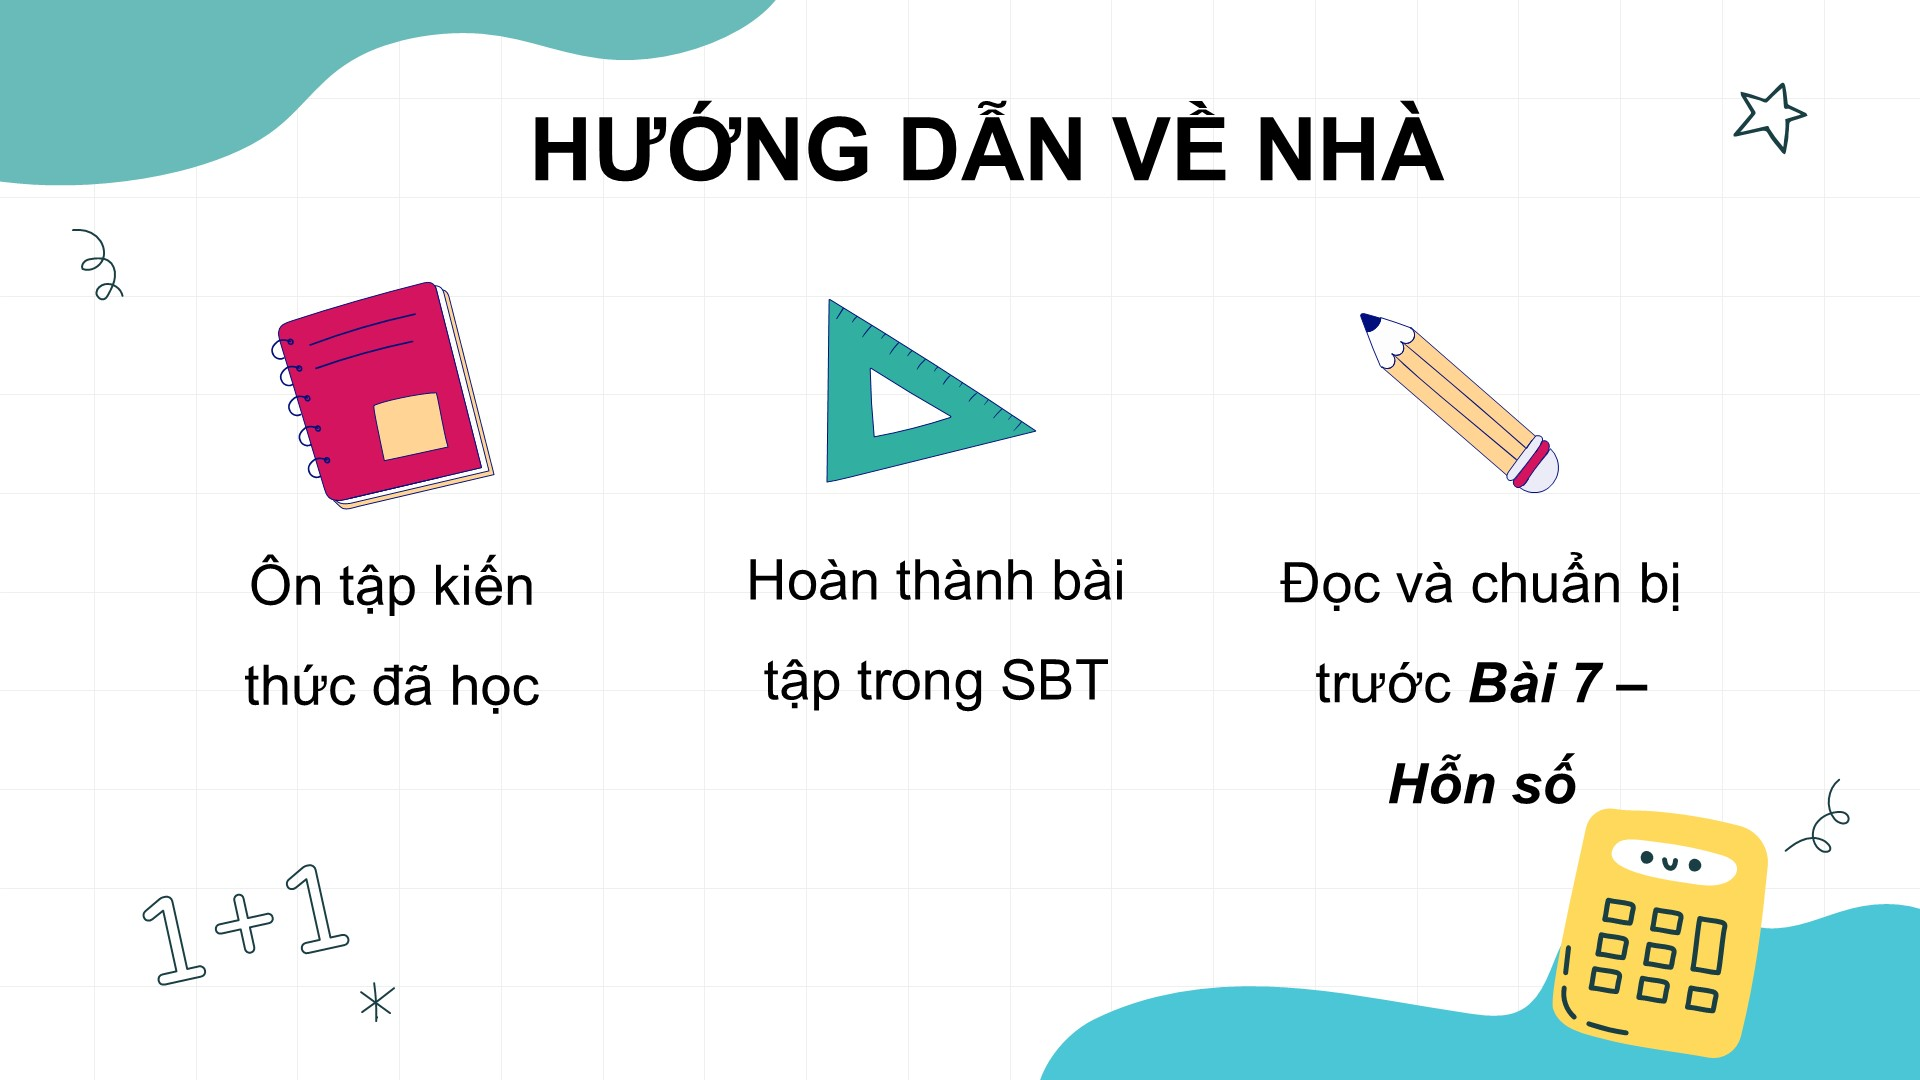 HƯỚNG DẪN VỀ NHÀ
Ôn tập kiến
thức đã học
Hoàn thành bài
tập trong SBT
Đọc và chuẩn bị
trước Bài 7 –
Hỗn số
1+1